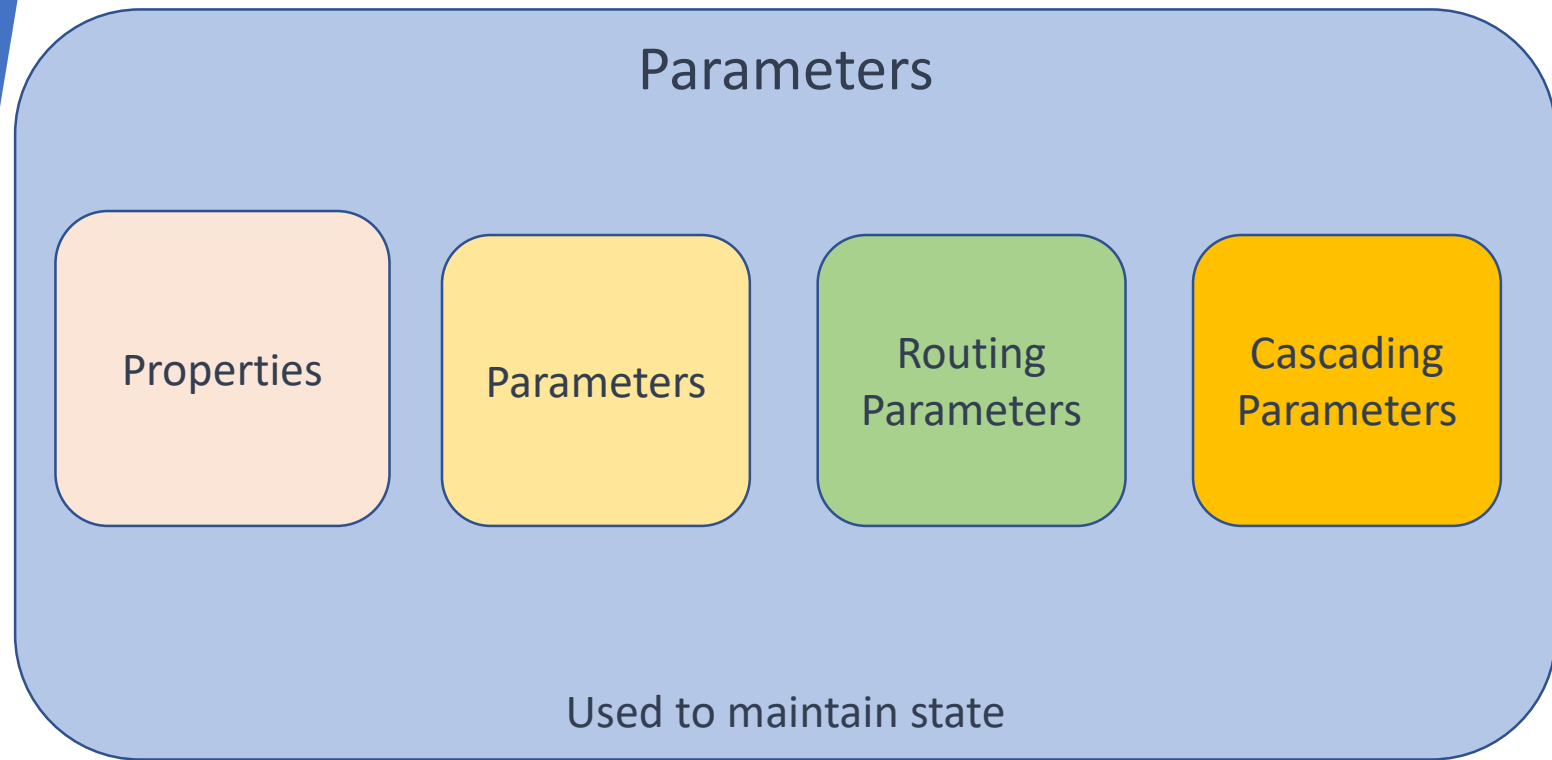 Parameters
Properties
Parameters
Routing
Parameters
Cascading
Parameters
Used to maintain state